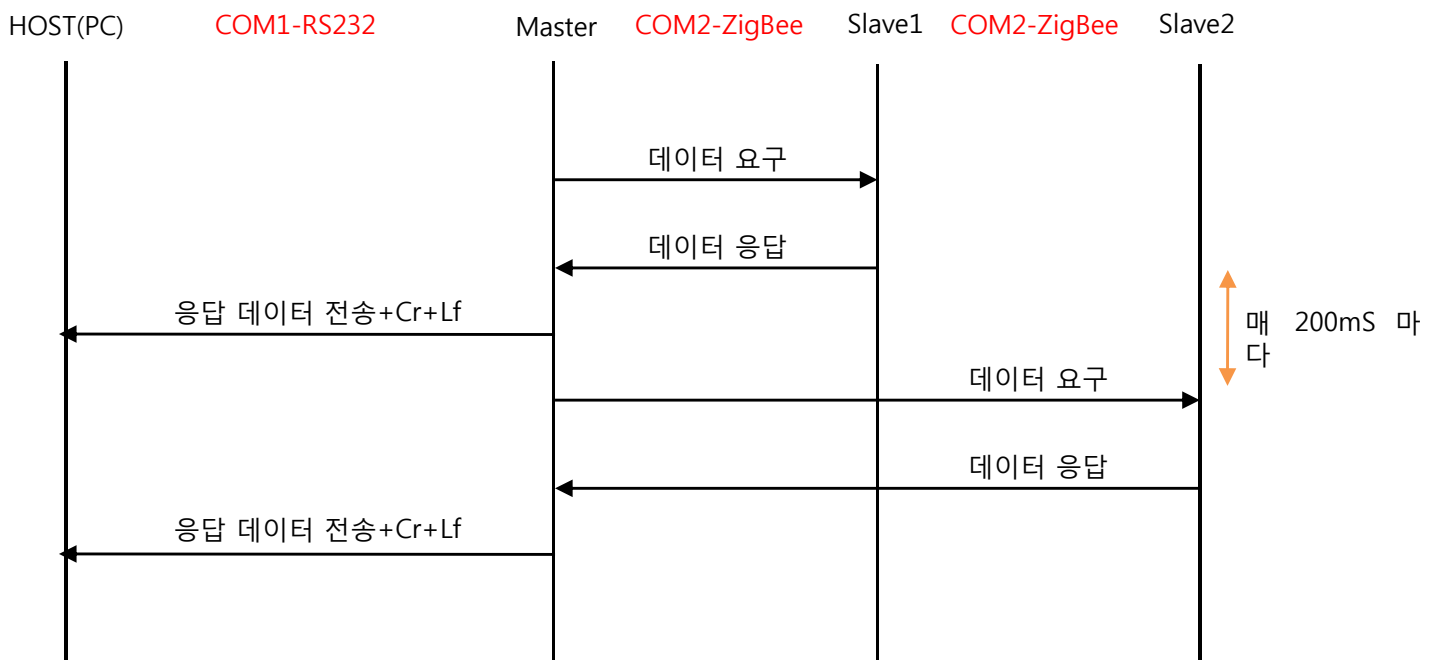 HOST(PC) COM1-RS232 Master COM2-ZigBee Slave1 COM2-ZigBee Slave2
데이터 요구
데이터 응답
응답 데이터 전송+Cr+Lf
매 200mS 마
다
데이터 요구
데이터 응답
응답 데이터 전송+Cr+Lf